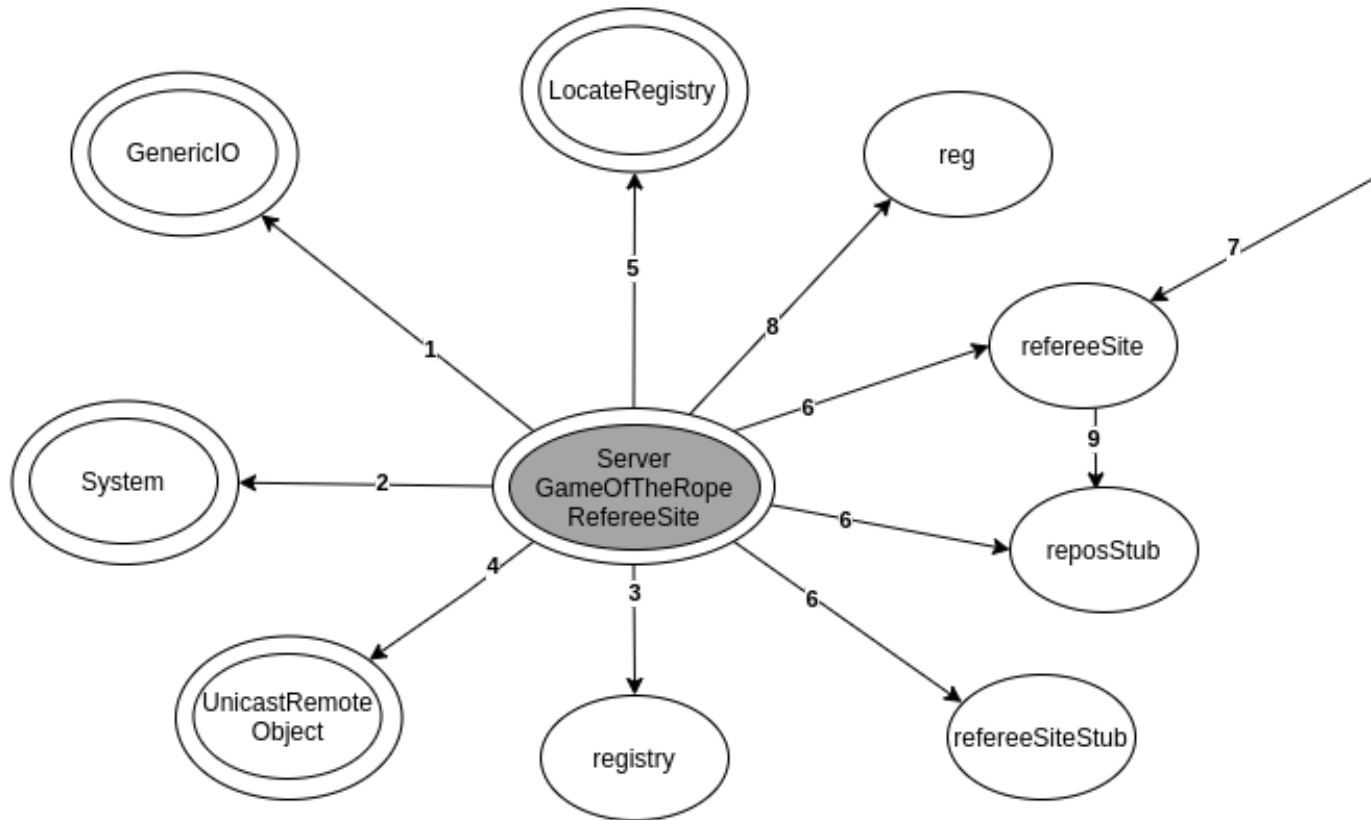 LocateRegistry
GenericIO
reg
7
5
8
1
refereeSite
6
9
Server
GameOfTheRope
RefereeSite
System
2
6
reposStub
4
3
6
UnicastRemote
Object
registry
refereeSiteStub